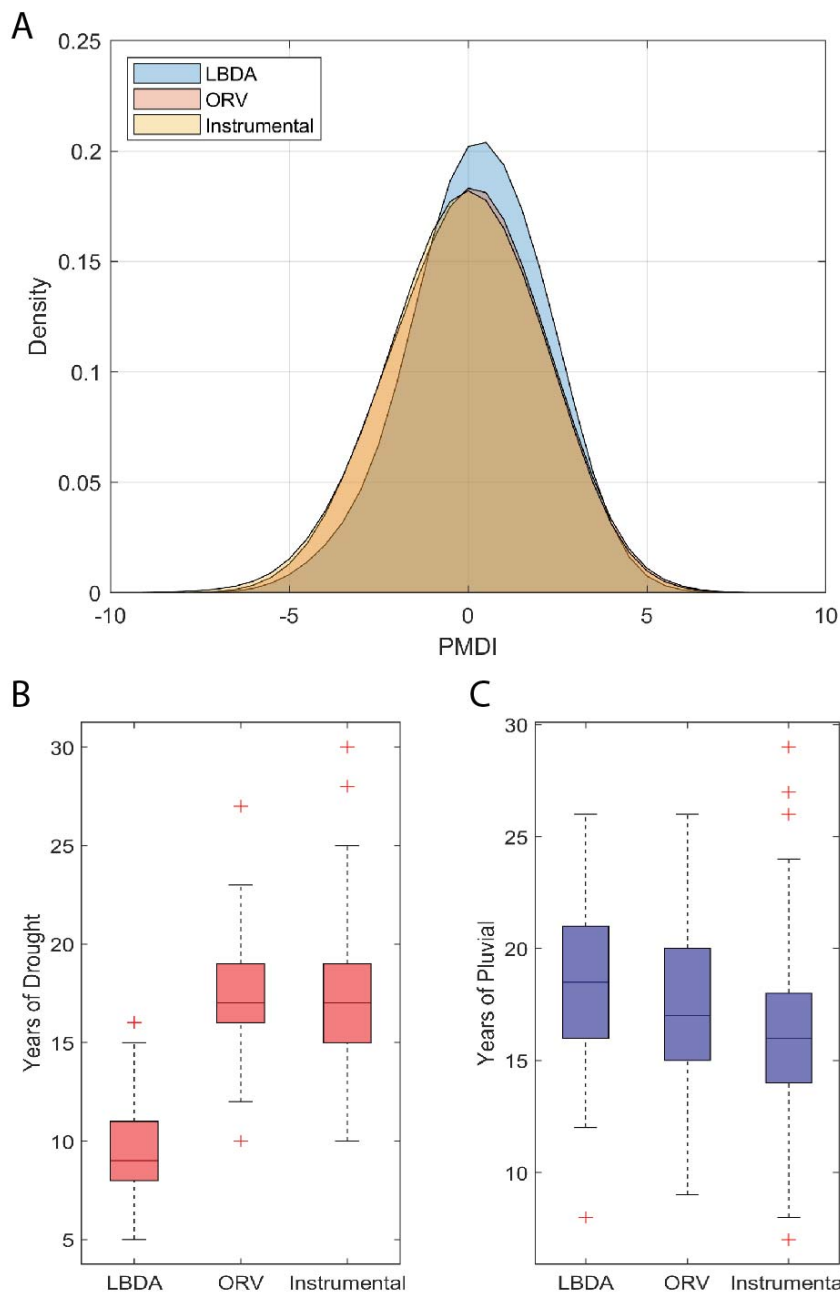 A
0.25
LBDA
ORV
Instrumental
0.2
0.15
Density
0.1
0.05
0
-10
-5
0
5
10
PMDI
B
C
30
25
20
15
10
5
Years of Drought
LBDA
ORV
Instrumental
30
25
20
15
10
Years of Pluvial
LBDA
ORV
Instrumenta